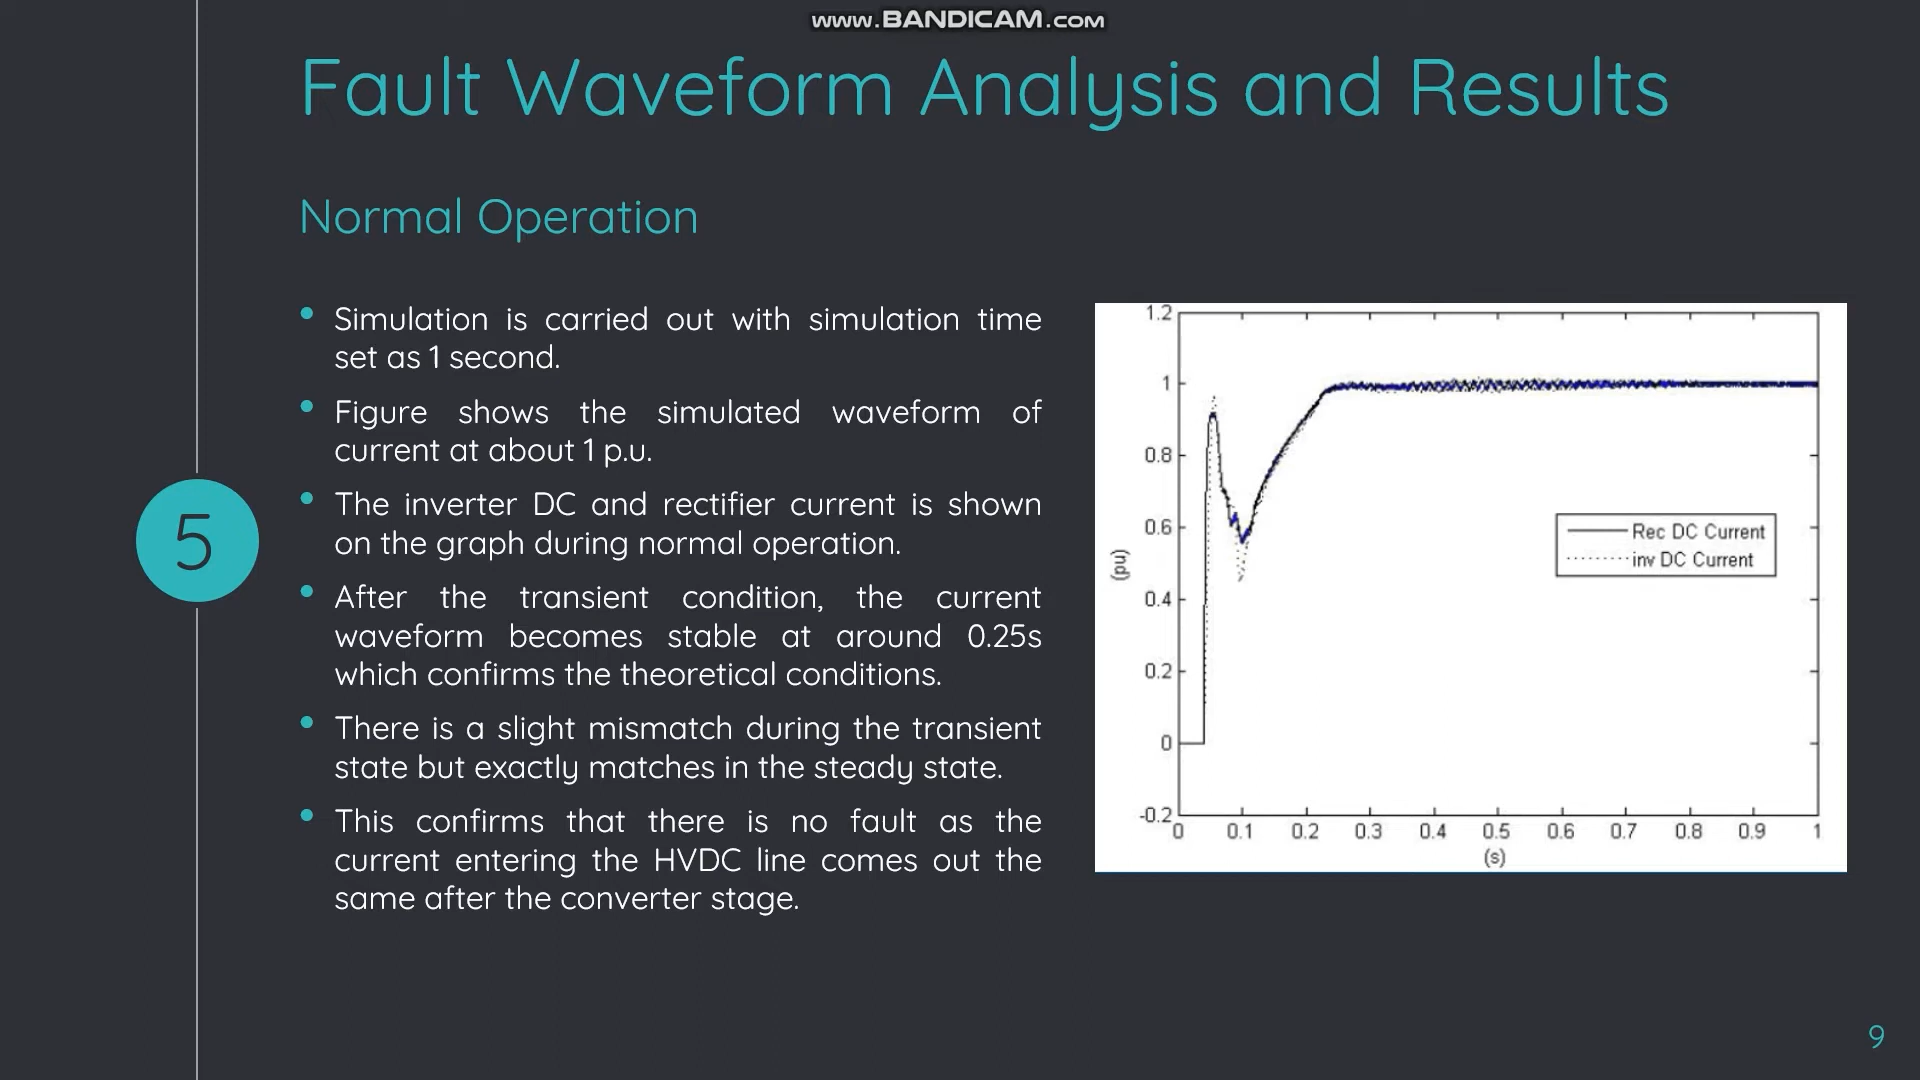 www.BANDICAM.com
Fault Waveform Analysis and Results
Normal Operation
• Simulation is carried out with simulation time
set as 1 second.
• Figure shows the simulated waveform of
current at about 1 p.u.
• The inverter DC and rectifier current is shown
on the graph during normal operation.
• After the transient condition, the current
waveform becomes stable at around 0.25s
which confirms the theoretical conditions.
• There is a slight mismatch during the transient
state but exactly matches in the steady state.
• This confirms that there is no fault as the
current entering the HVDC line comes out the
same after the converter stage.
5
1.2
1
0.8
0.6
0.4
0.2
0
-0.2
(pu)
Rec DC Current
inv DC Current
0 0.1 0.2 0.3 0.4 0.5 0.6 0.7 0.8 0.9 1
(s)
9